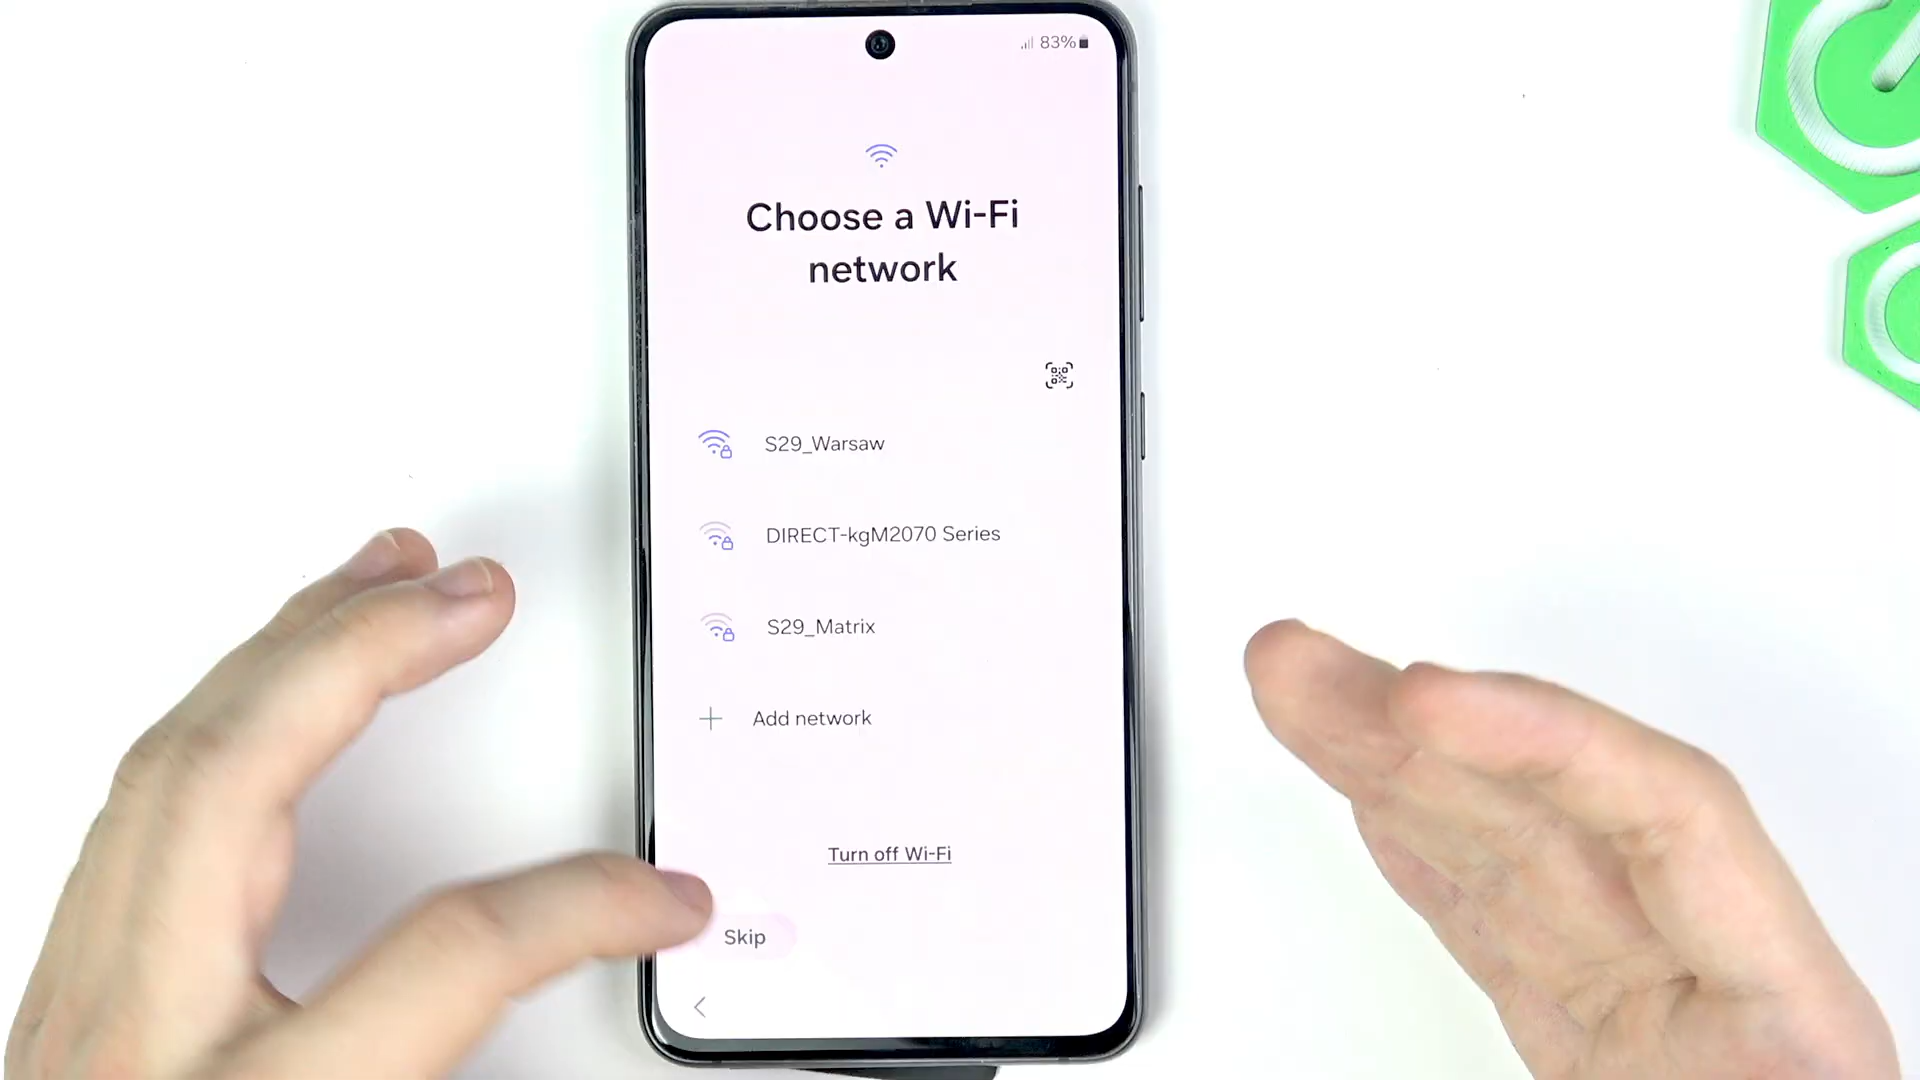 83%
Choose a Wi-Fi
network
S29_Warsaw
DIRECT-kgM2070 Series
S29_Matrix
Add network
Turn off Wi-Fi
Skip